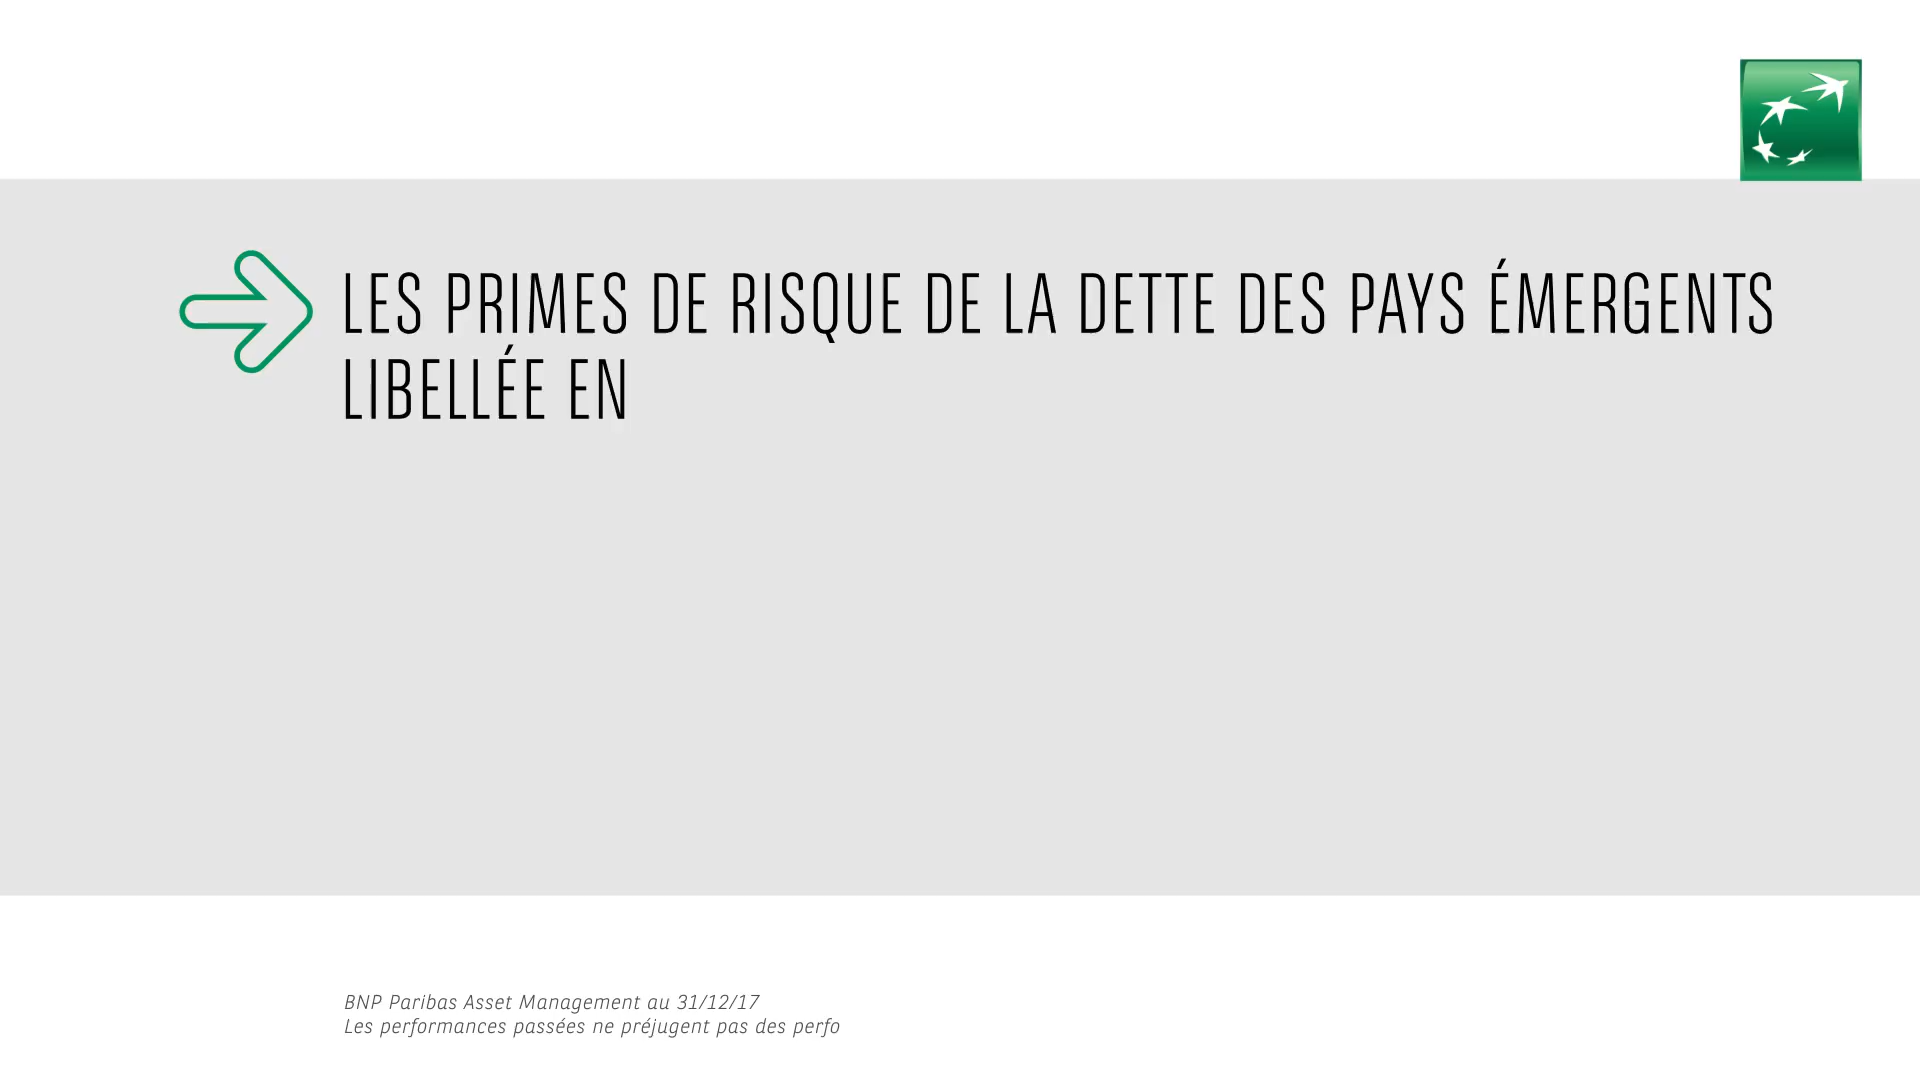 LES PRIMES DE RISQUE DE LA DETTE DES PAYS ÉMERGENTS
LIBELLÉE EN
BNP Paribas Asset Management au 31/12/17
Les performances passées ne préjugent pas des perfo